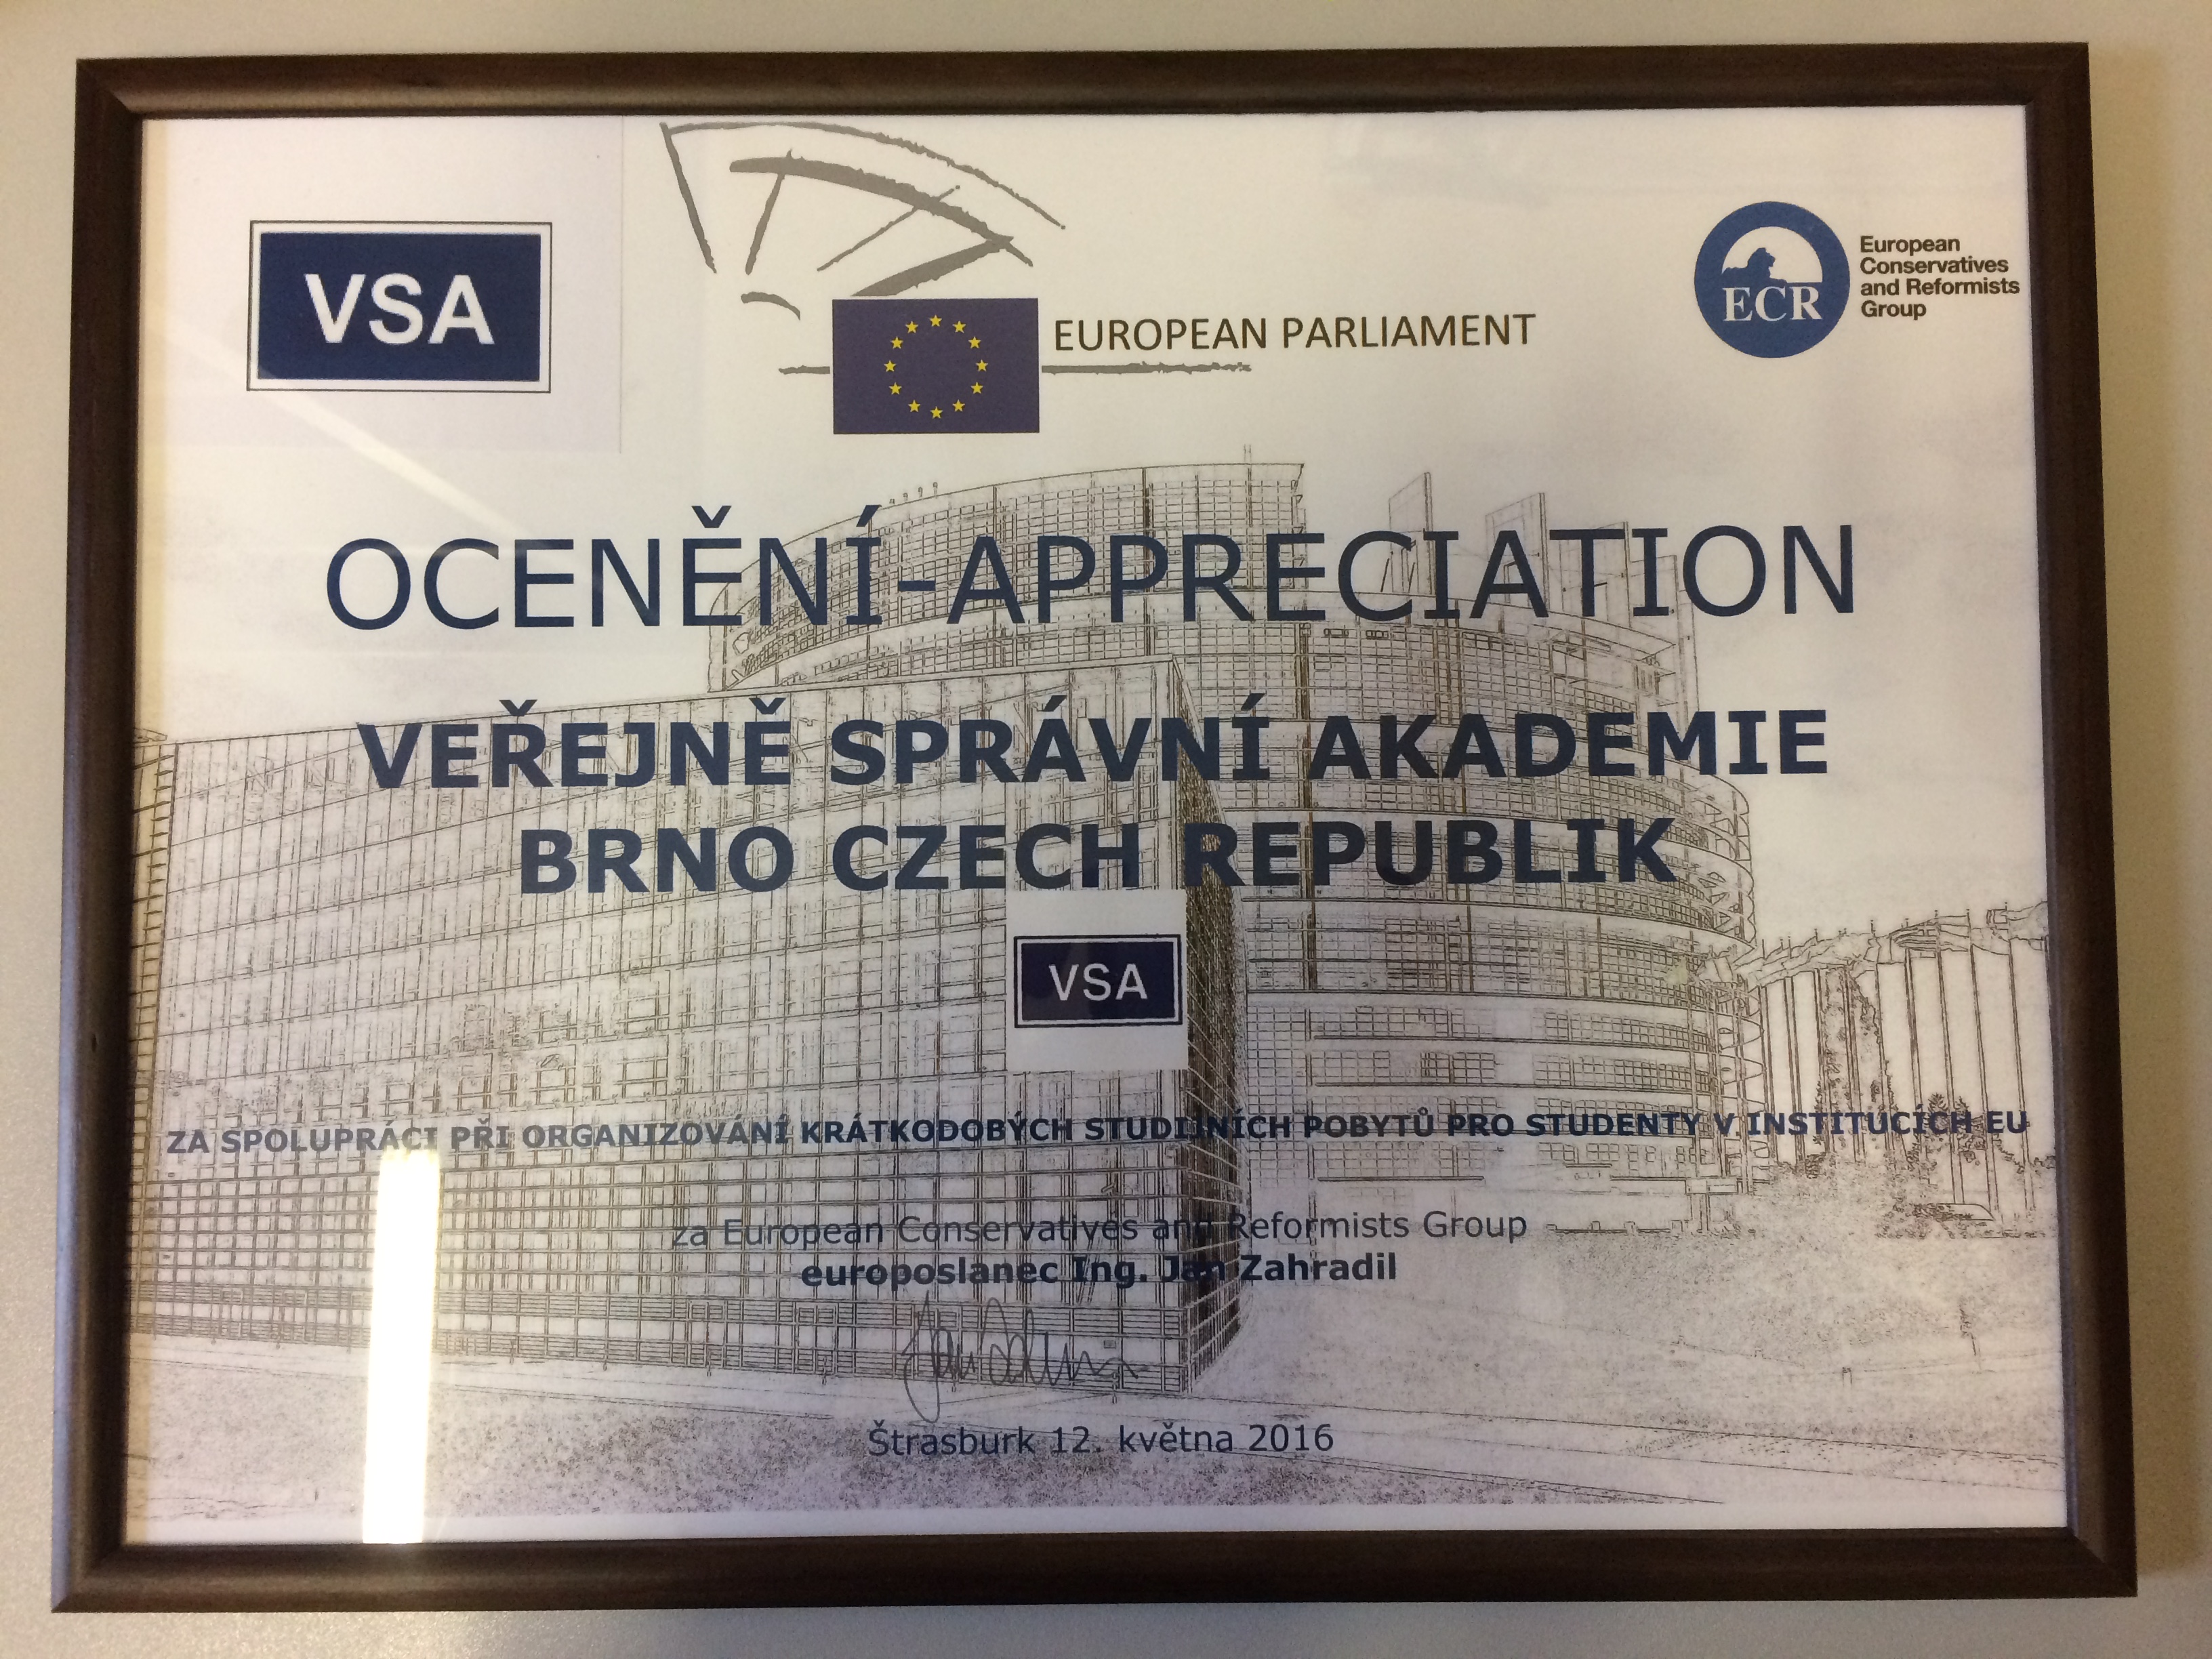 VSA
EUROPEAN PARLIAMENT
ECR
European
Conservatives
and Reformists
Group
OCENĚNÍ-APPRECIATION
VEŘEJNĚ SPRÁVNÍ AKADEMIE
BRNO CZECH REPUBLIK
VSA
ZA SPOLUPRÁCI PŘI ORGANIZOVÁNÍ KRÁTKODOBÝCH STUDIJNÍCH POBYTŮ PRO STUDENTY V INSTITUCÍCH EU
za European Conservatives and Reformists Group
europoslanec Ing. Jan Zahradil
Štrasburk 12. května 2016